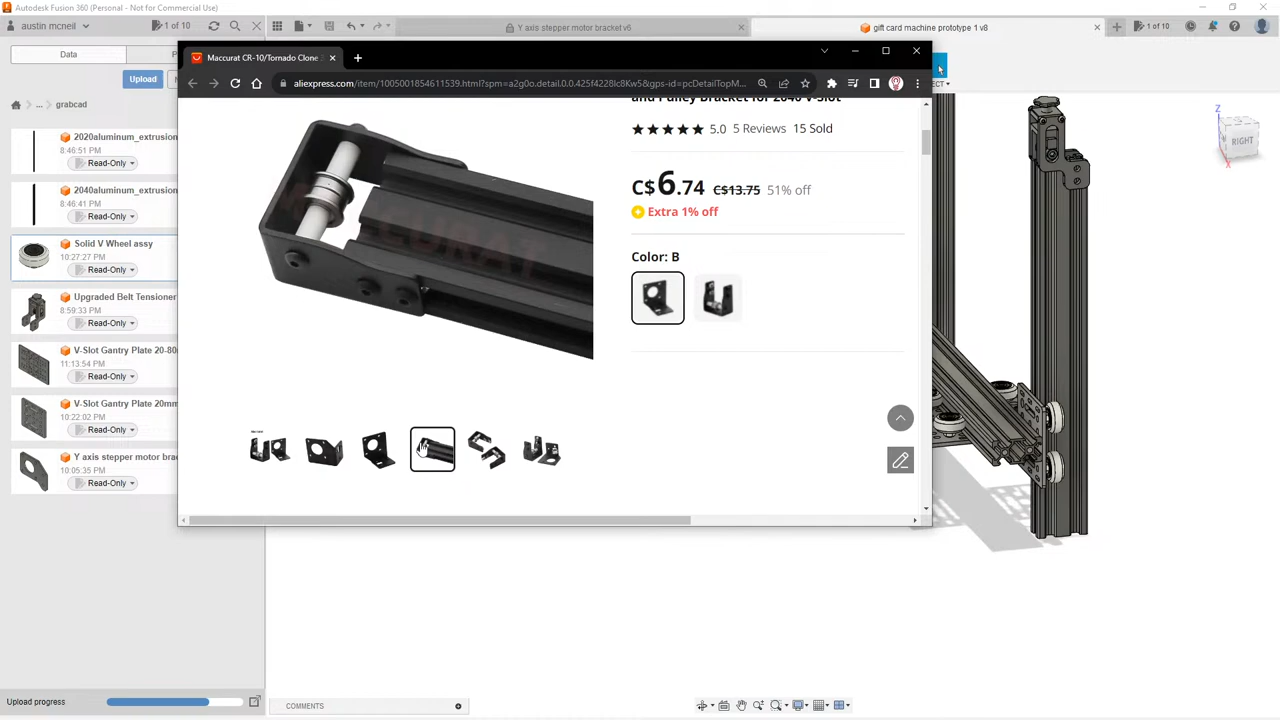 Autodesk Fusion 360 (Personal - Not for Commercial Use)
austin mcneil
1 of 10
Y axis stepper motor bracket v6
gift card machine prototype 1 v8
1 of 10
Data
Upload
... grabcad
2020aluminum_extrusion
8:46:51 PM
Read-Only
2040aluminum_extrusion
8:46:41 PM
Read-Only
Solid V Wheel assy
10:27:27 PM
Read-Only
Upgraded Belt Tensioner
8:59:33 PM
Read-Only
V-Slot Gantry Plate 20-80m
11:13:54 PM
Read-Only
V-Slot Gantry Plate 20mm
10:22:02 PM
Read-Only
Y axis stepper motor brac
10:05:35 PM
Read-Only
Upload progress
Maccurat CR-10/Tornado Clone
aliexpress.com/item/1005001854611539.html?spm=a2g0o.detail.0.0.425f4228Ic8Kw5&gps-id=pcDetailTopM...
and Pulley Bracket for 2040 V-Slot
5.0 5 Reviews 15 Sold
C$6.74 C$13.75 51% off
Extra 1% off
Color: B
Z
RIGHT
X
COMMENTS